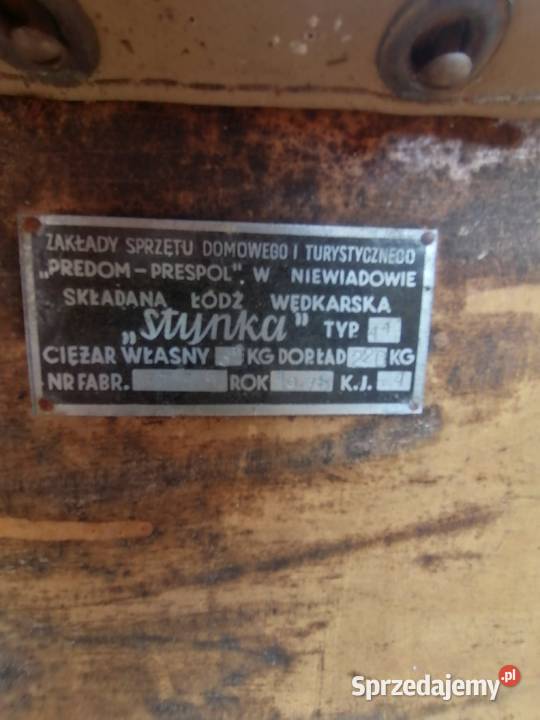 ZAKŁADY SPRZĘTU DOMOWEGO I TURYSTYCZNEGO
„PREDOM-PRESPOL". W NIEWIADOWIE
SKŁADANA ŁÓDŹ WĘDKARSKA
„Stynka" TYP
CIĘŻAR WŁASNY KG DOPŁAD KG
NR FABR. ROK K.J.
Sprzedajemy.pl